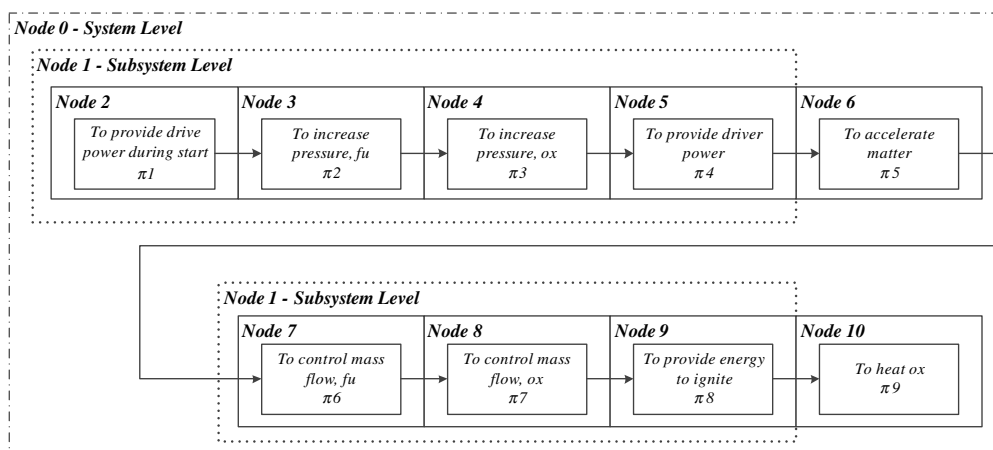 Node 0 - System Level
Node 1 - Subsystem Level
Node 2
To provide drive
power during start
π1
Node 3
To increase
pressure, fu
π2
Node 4
To increase
pressure, ox
π3
Node 5
To provide driver
power
π4
Node 6
To accelerate
matter
π5
Node 1 - Subsystem Level
Node 7
To control mass
flow, fu
π6
Node 8
To control mass
flow, ox
π7
Node 9
To provide energy
to ignite
π8
Node 10
To heat ox
π9